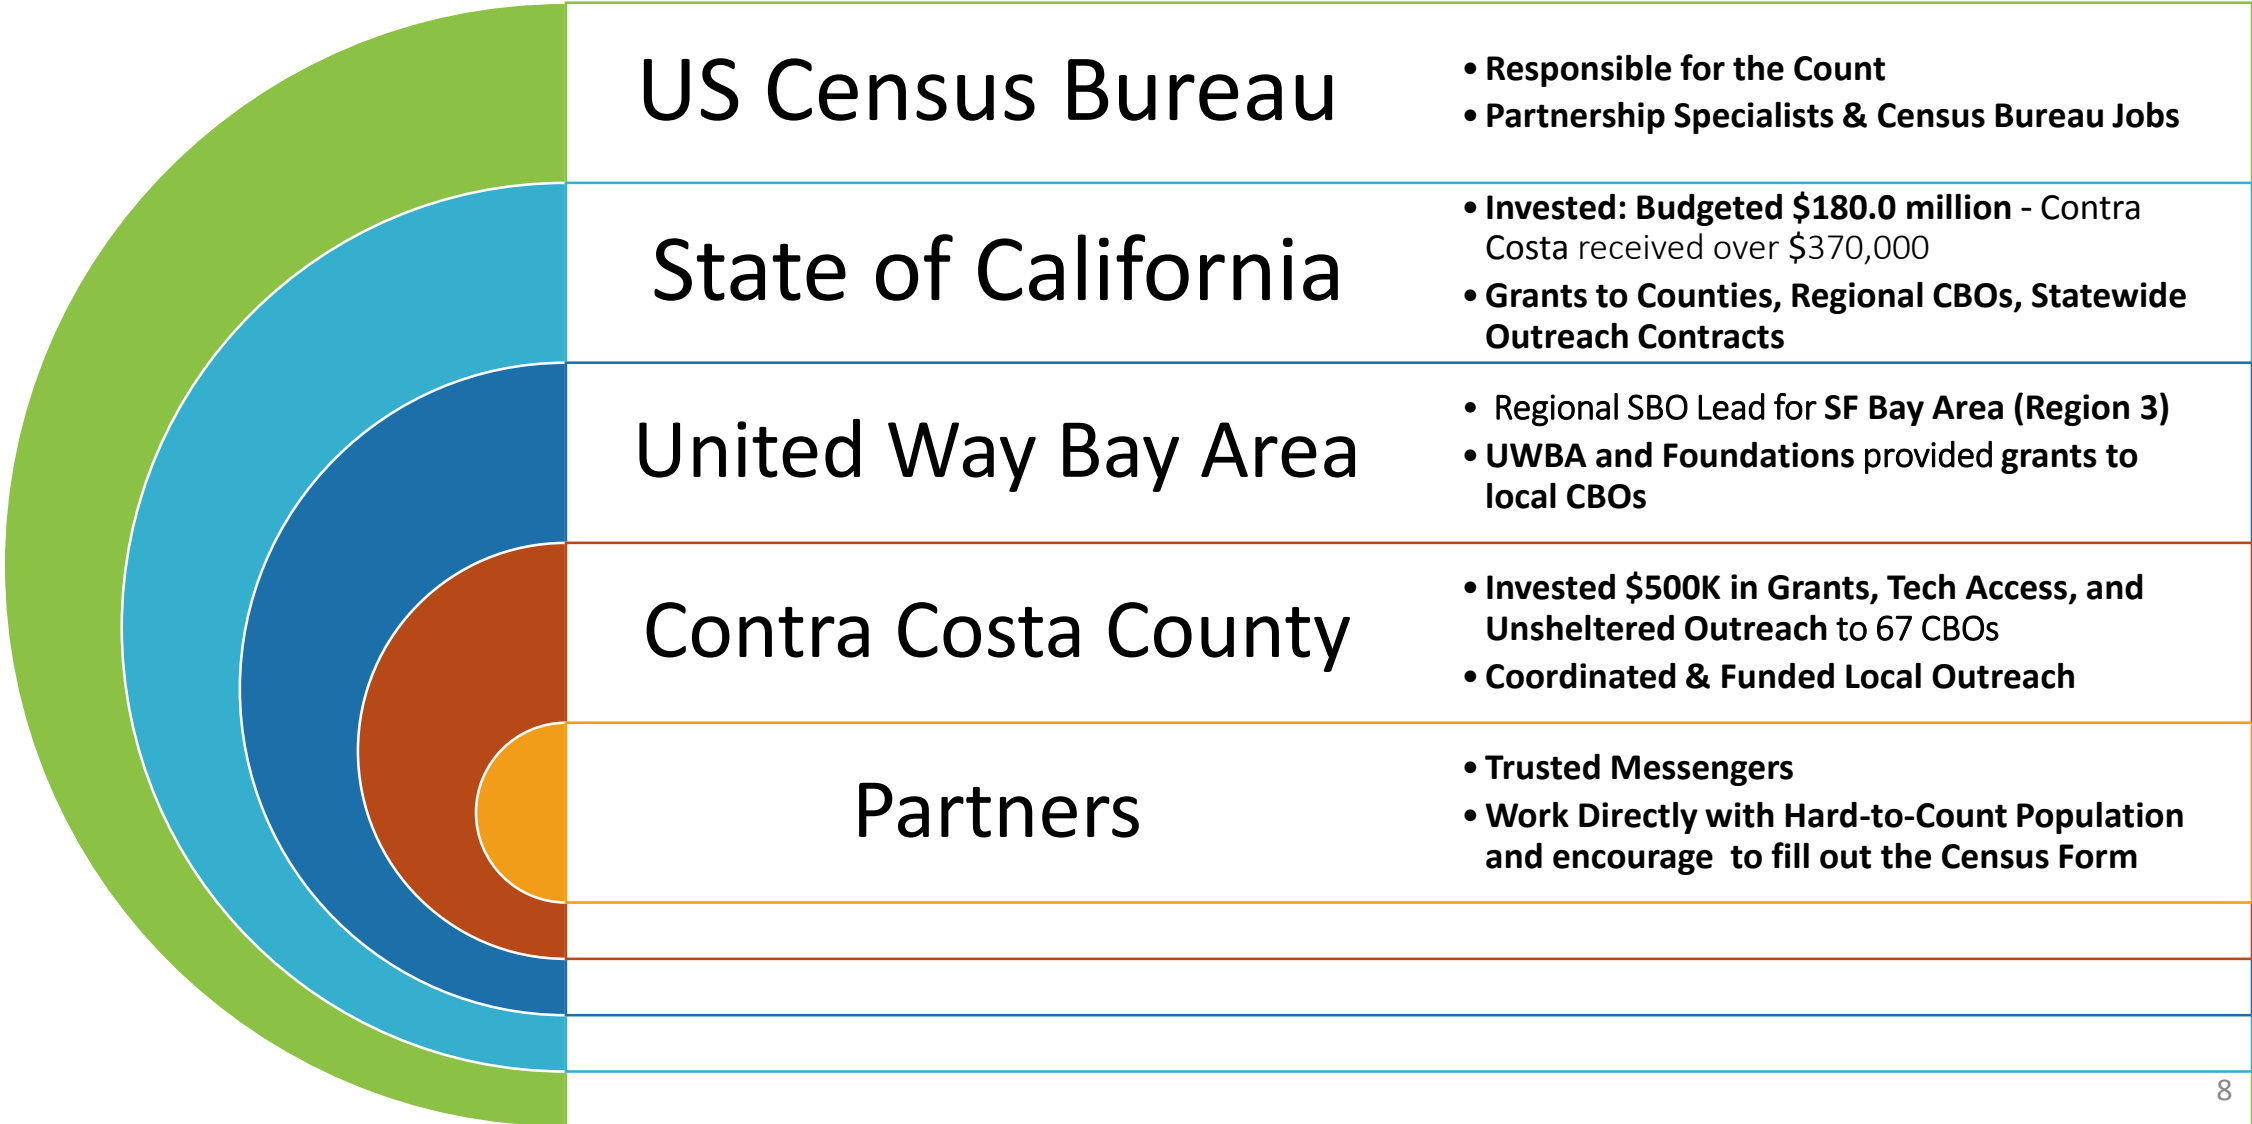 US Census Bureau
• Responsible for the Count
• Partnership Specialists & Census Bureau Jobs
State of California
• Invested: Budgeted $180.0 million - Contra
Costa received over $370,000
• Grants to Counties, Regional CBOs, Statewide
Outreach Contracts
United Way Bay Area
• Regional SBO Lead for SF Bay Area (Region 3)
• UWBA and Foundations provided grants to
local CBOs
Contra Costa County
• Invested $500K in Grants, Tech Access, and
Unsheltered Outreach to 67 CBOs
• Coordinated & Funded Local Outreach
Partners
• Trusted Messengers
• Work Directly with Hard-to-Count Population
and encourage  to fill out the Census Form
8